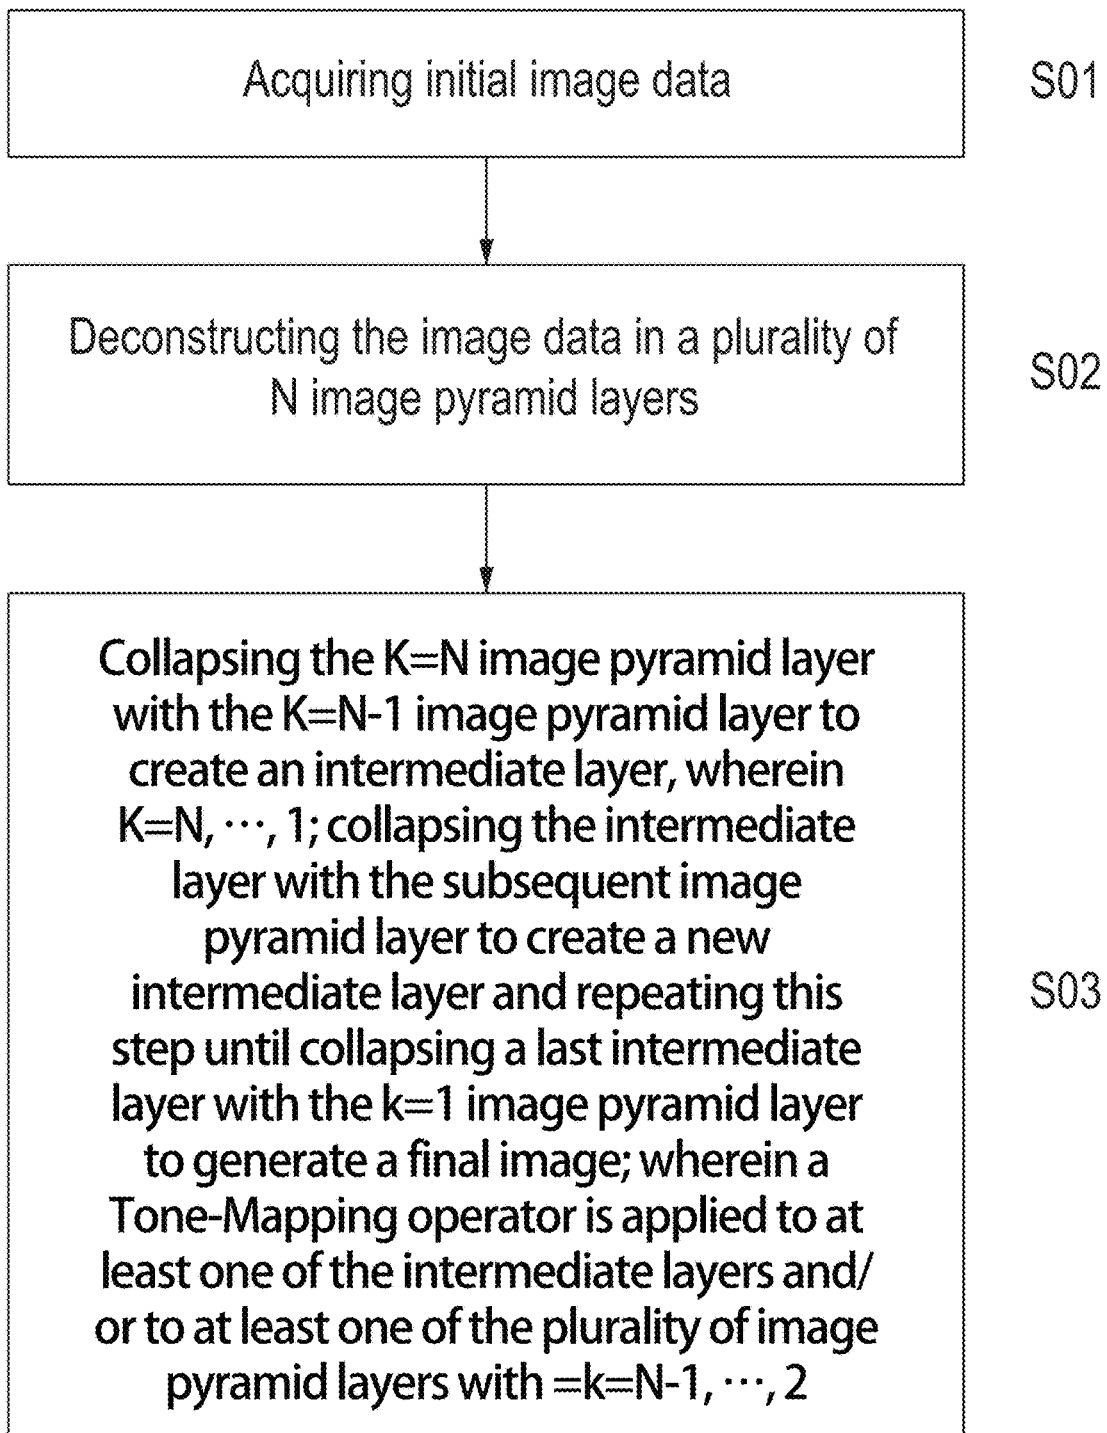 Acquiring initial image data
S01
Deconstructing the image data in a plurality of
N image pyramid layers
S02
Collapsing the K=N image pyramid layer
with the K=N-1 image pyramid layer to
create an intermediate layer, wherein
K=N, ···, 1; collapsing the intermediate
layer with the subsequent image
pyramid layer to create a new
intermediate layer and repeating this
step until collapsing a last intermediate
layer with the k=1 image pyramid layer
to generate a final image; wherein a
Tone-Mapping operator is applied to at
least one of the intermediate layers and/
or to at least one of the plurality of image
pyramid layers with =k=N-1, ···, 2
S03